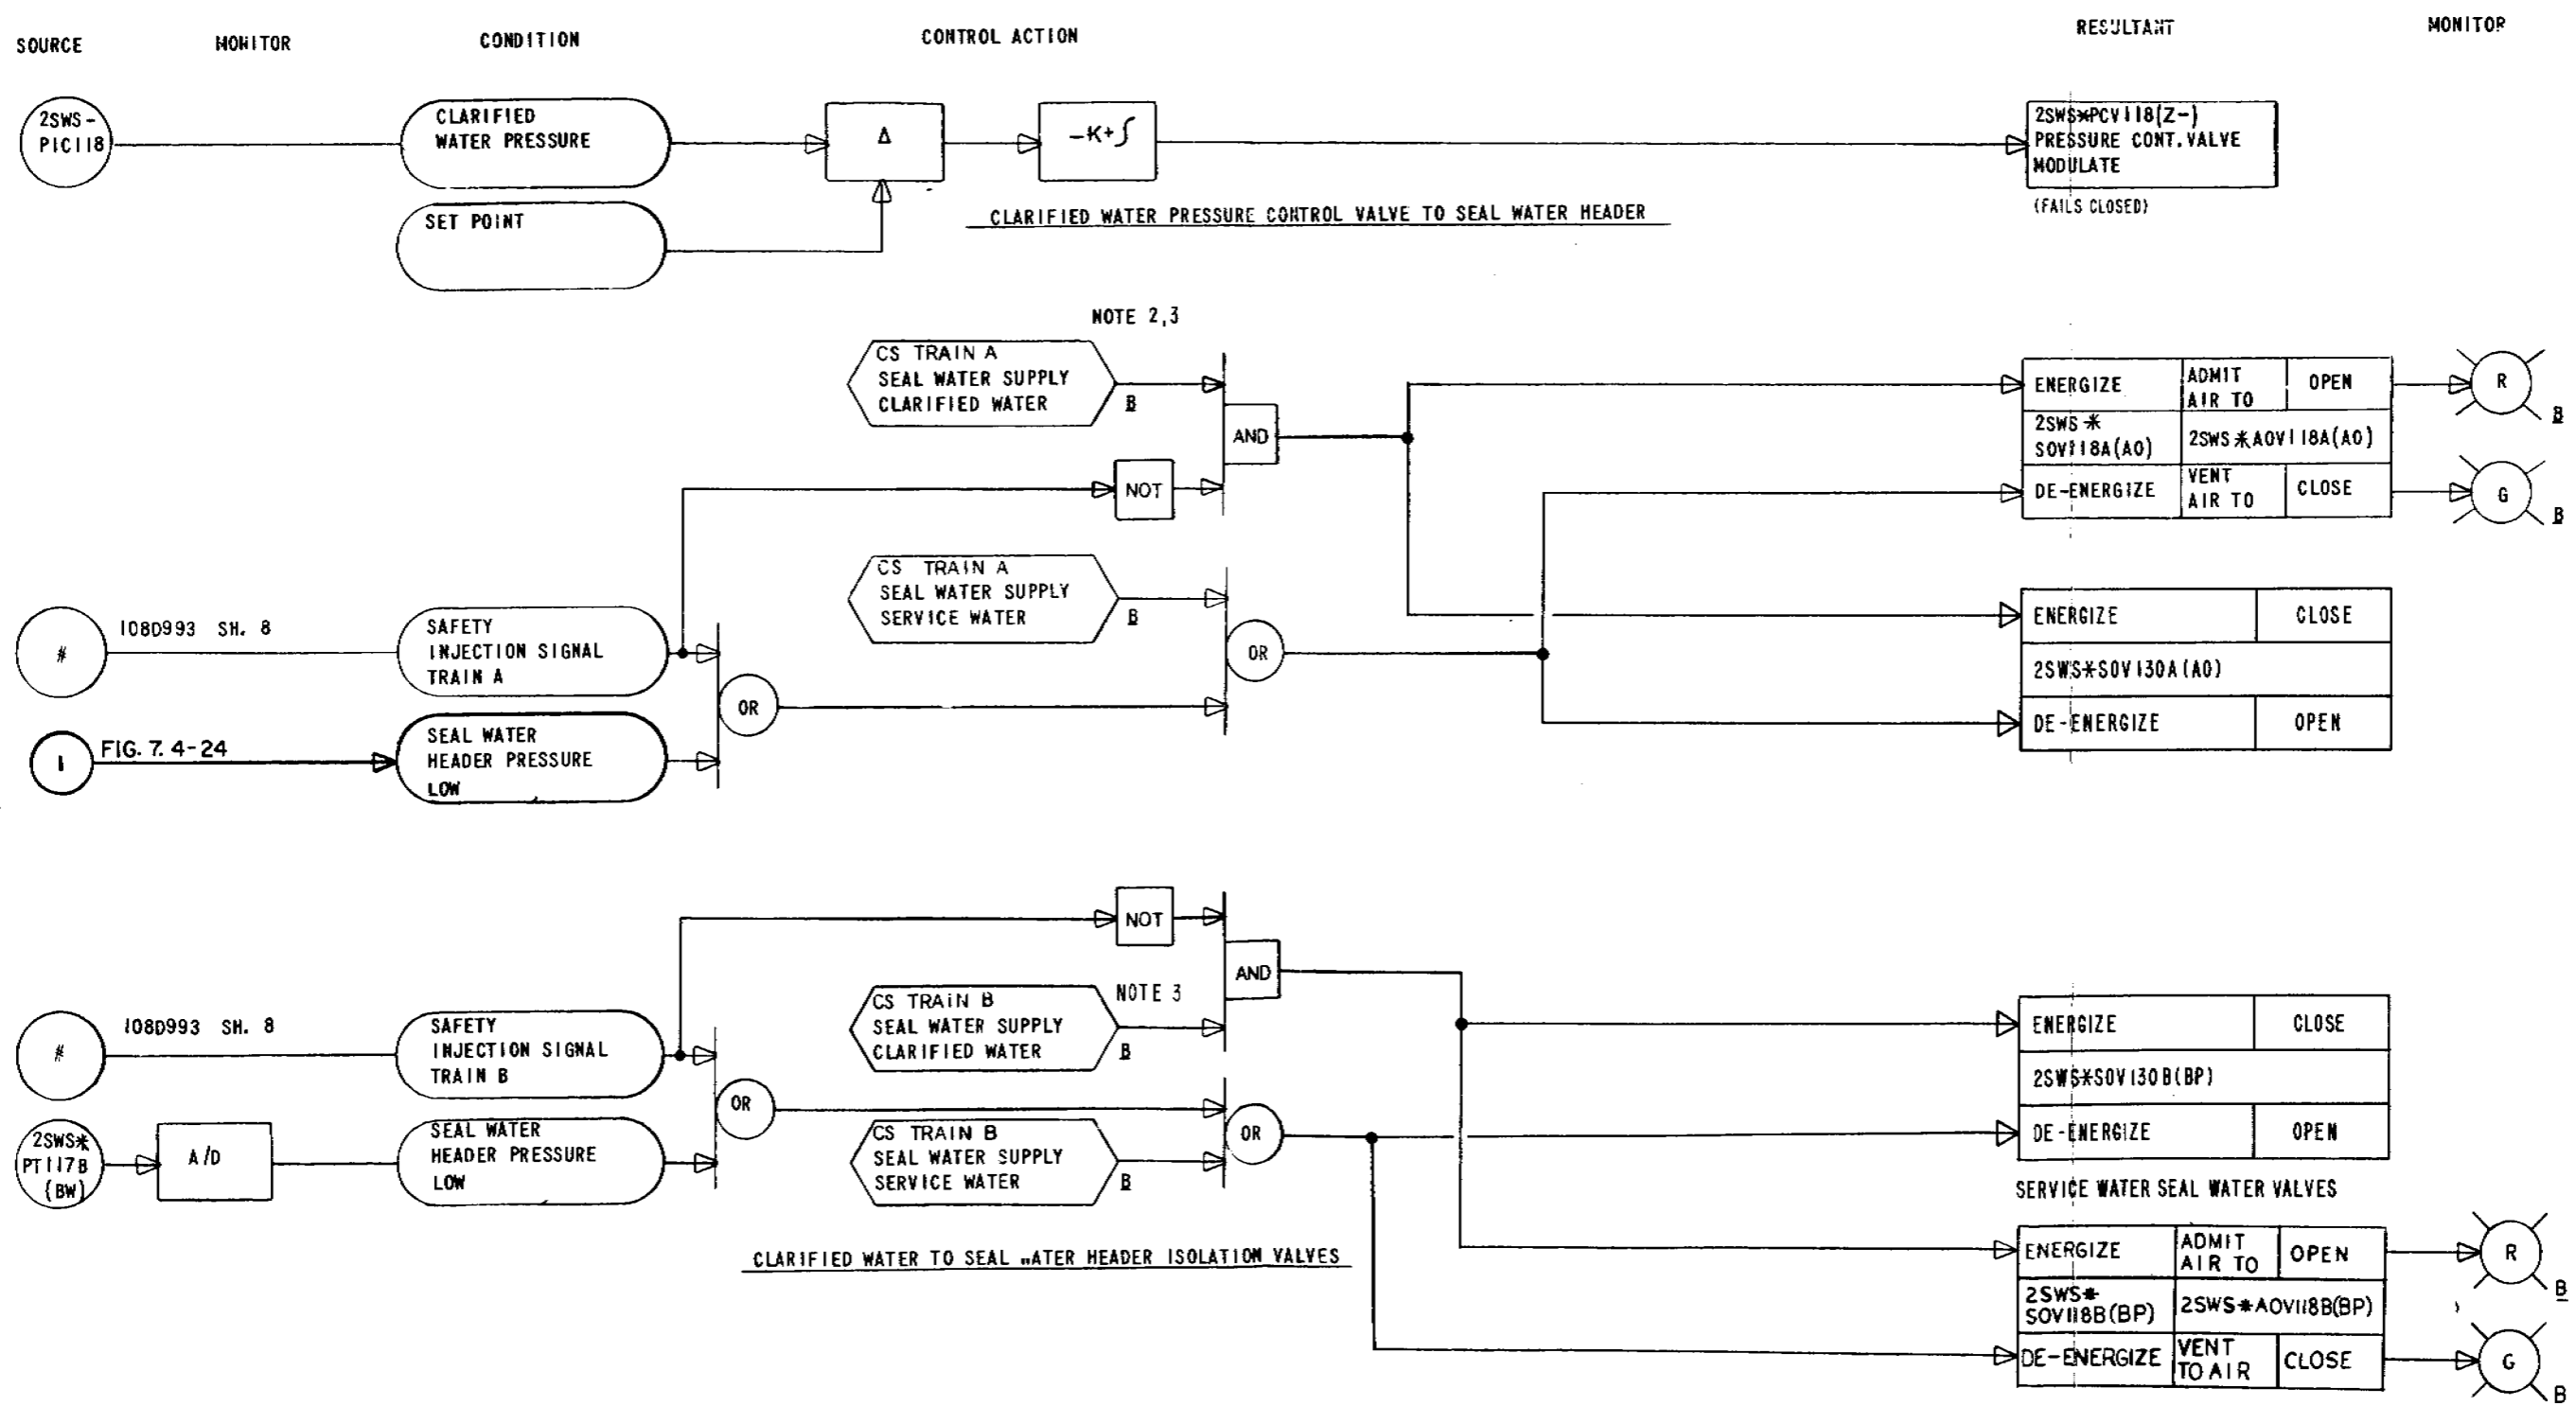 SOURCE MONITOR CONDITION CONTROL ACTION RESULTANT MONITOR
2SWS-
PIC118
CLARIFIED
WATER PRESSURE
Δ
-K+∫
2SWS*PCV118(Z-)
PRESSURE CONT. VALVE
MODULATE
(FAILS CLOSED)
SET POINT
CLARIFIED WATER PRESSURE CONTROL VALVE TO SEAL WATER HEADER
NOTE 2,3
CS TRAIN A
SEAL WATER SUPPLY
CLARIFIED WATER
B
AND
NOT
ENERGIZE
ADMIT
AIR TO
OPEN
R
B
2SWS*
SOV118A(AO)
2SWS*AOV118A(AO)
DE-ENERGIZE
VENT
AIR TO
CLOSE
G
B
CS TRAIN A
SEAL WATER SUPPLY
SERVICE WATER
B
OR
#
108D993 SH. 8
SAFETY
INJECTION SIGNAL
TRAIN A
OR
1
FIG. 7.4-24
SEAL WATER
HEADER PRESSURE
LOW
ENERGIZE
CLOSE
2SWS*SOV130A(AO)
DE-ENERGIZE
OPEN
NOT
AND
NOTE 3
CS TRAIN B
SEAL WATER SUPPLY
CLARIFIED WATER
B
#
108D993 SH. 8
SAFETY
INJECTION SIGNAL
TRAIN B
OR
2SWS*
PT117B
(BW)
A/D
SEAL WATER
HEADER PRESSURE
LOW
CS TRAIN B
SEAL WATER SUPPLY
SERVICE WATER
B
OR
ENERGIZE
CLOSE
2SWS*SOV130B(BP)
DE-ENERGIZE
OPEN
SERVICE WATER SEAL WATER VALVES
CLARIFIED WATER TO SEAL WATER HEADER ISOLATION VALVES
ENERGIZE
ADMIT
AIR TO
OPEN
R
B
2SWS*
SOV118B(BP)
2SWS*AOV118B(BP)
DE-ENERGIZE
VENT
TO AIR
CLOSE
G
B